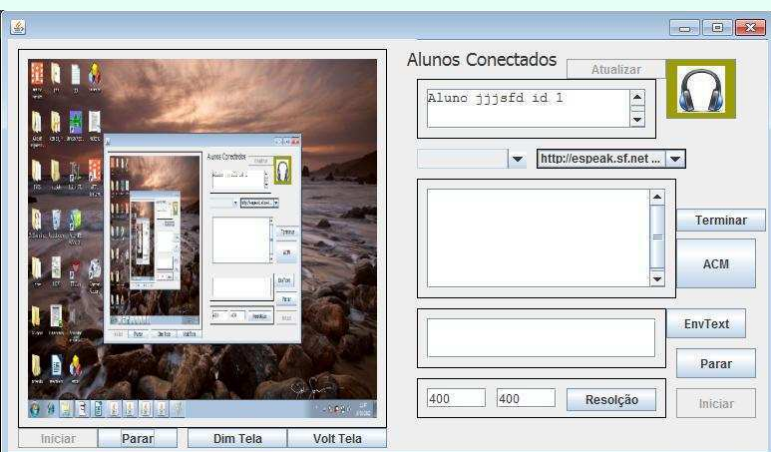 Alunos Conectados
Atualizar
Aluno jjjsfd id 1
http://espeak.sf.net ...
Terminar
ACM
EnvText
Parar
400 400 Resolção Iniciar
Iniciar Parar Dim Tela Volt Tela